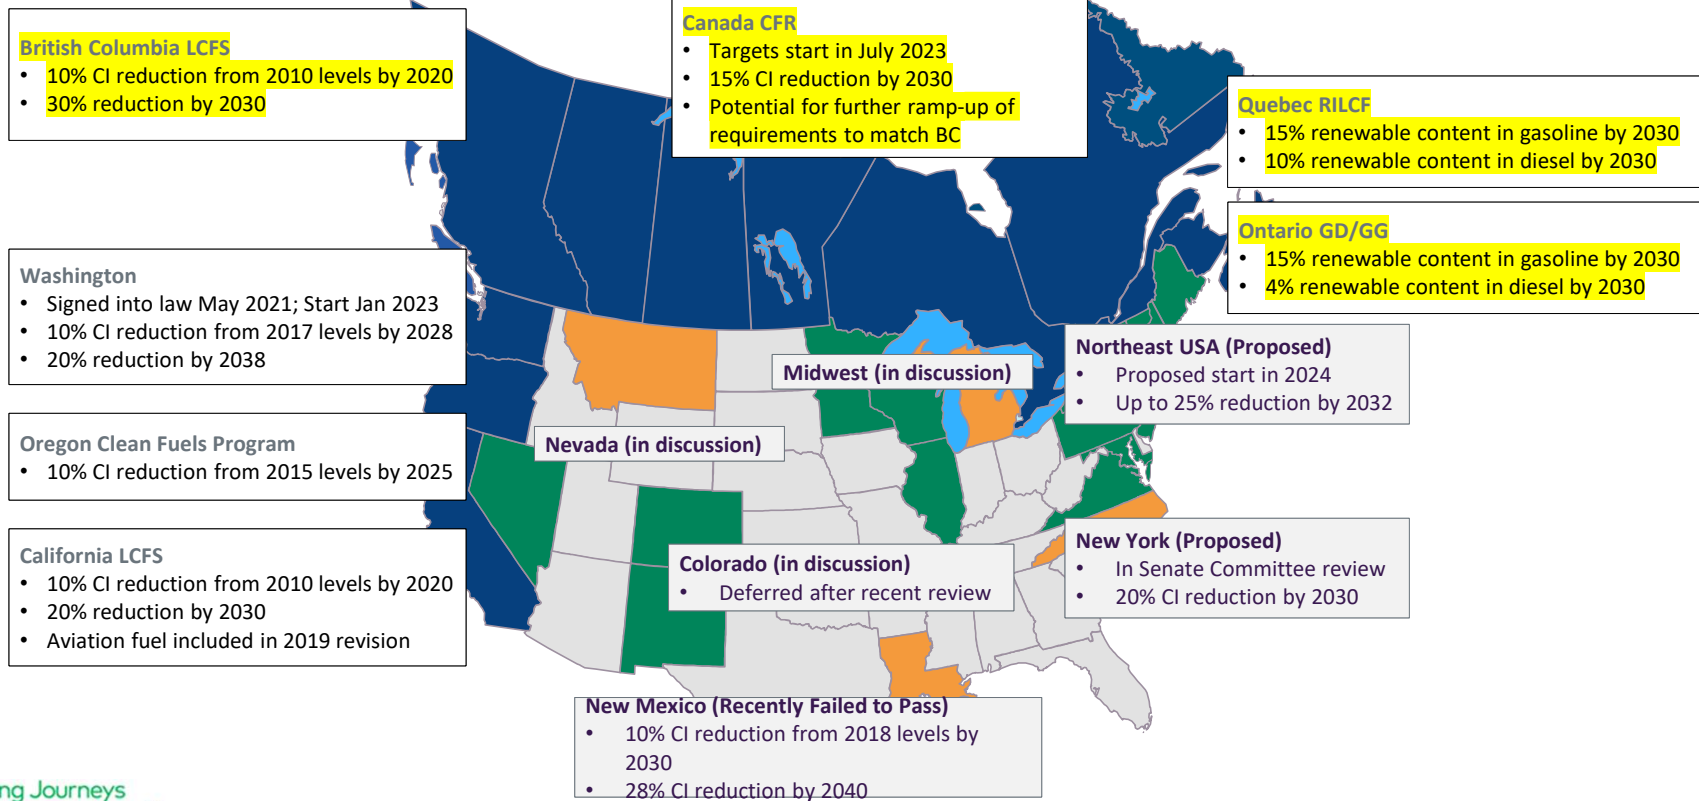 British Columbia LCFS
• 10% CI reduction from 2010 levels by 2020
• 30% reduction by 2030
Canada CFR
• Targets start in July 2023
• 15% CI reduction by 2030
• Potential for further ramp-up of
requirements to match BC
Quebec RILCF
• 15% renewable content in gasoline by 2030
• 10% renewable content in diesel by 2030
Ontario GD/GG
• 15% renewable content in gasoline by 2030
• 4% renewable content in diesel by 2030
Washington
• Signed into law May 2021; Start Jan 2023
• 10% CI reduction from 2017 levels by 2028
• 20% reduction by 2038
Northeast USA (Proposed)
• Proposed start in 2024
• Up to 25% reduction by 2032
Midwest (in discussion)
Nevada (in discussion)
Oregon Clean Fuels Program
• 10% CI reduction from 2015 levels by 2025
California LCFS
• 10% CI reduction from 2010 levels by 2020
• 20% reduction by 2030
• Aviation fuel included in 2019 revision
Colorado (in discussion)
• Deferred after recent review
New York (Proposed)
• In Senate Committee review
• 20% CI reduction by 2030
New Mexico (Recently Failed to Pass)
• 10% CI reduction from 2018 levels by
2030
• 28% CI reduction by 2040
ng Journeys